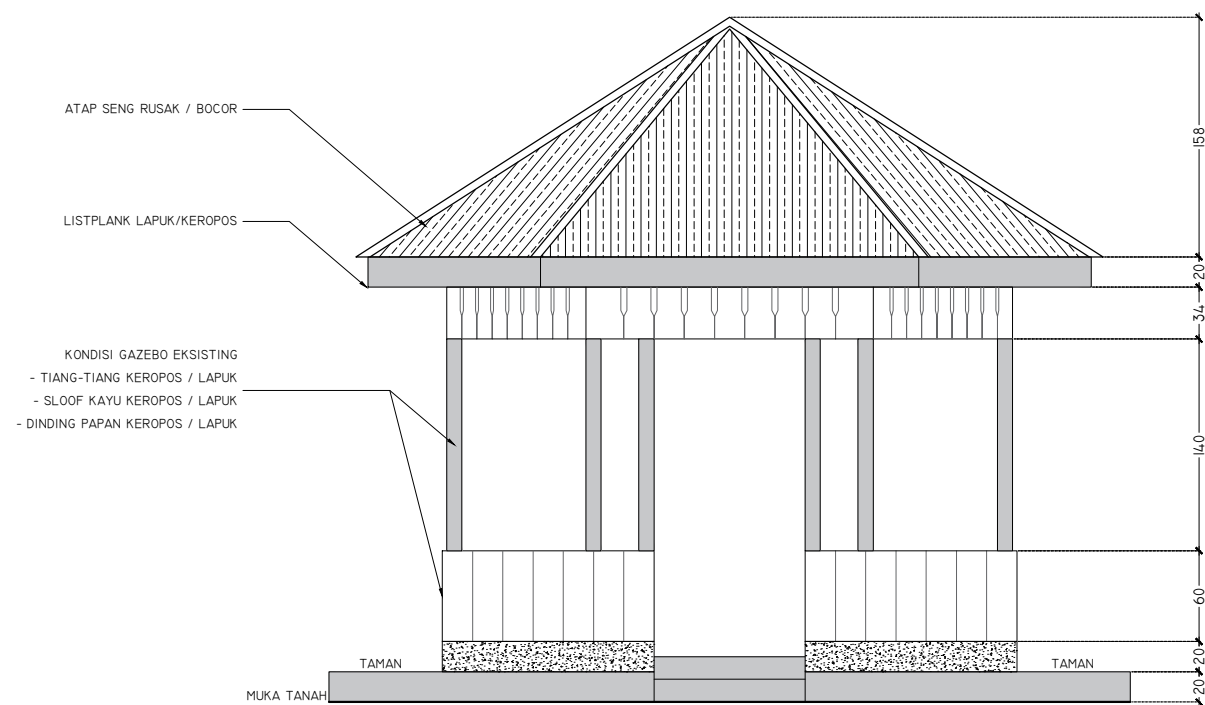 ATAP SENG RUSAK / BOCOR
LISTPLANK LAPUK/KEROPOS
KONDISI GAZEBO EKSISTING
- TIANG-TIANG KEROPOS / LAPUK
- SLOOF KAYU KEROPOS / LAPUK
- DINDING PAPAN KEROPOS / LAPUK
TAMAN
TAMAN
MUKA TANAH
158
20
34
140
60
20
20